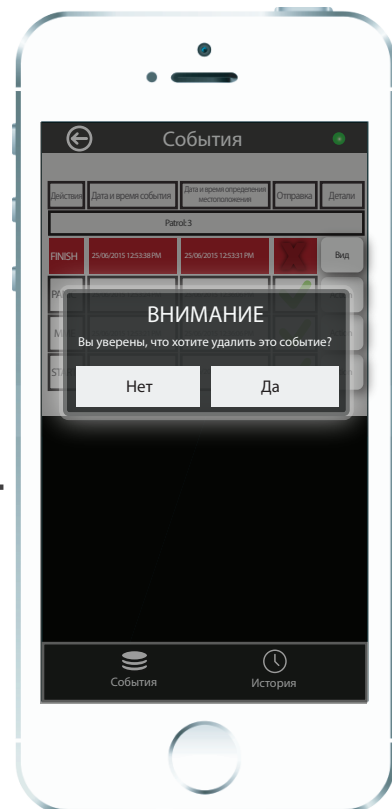 События
Действия
Дата и время события
Дата и время определения
местоположения
Отправка
Детали
Patrol: 3
FINISH
25/06/2015 12:53:38 PM
25/06/2015 12:53:31 PM
X
Вид
ВНИМАНИЕ
Вы уверены, что хотите удалить это событие?
Нет
Да
События
История